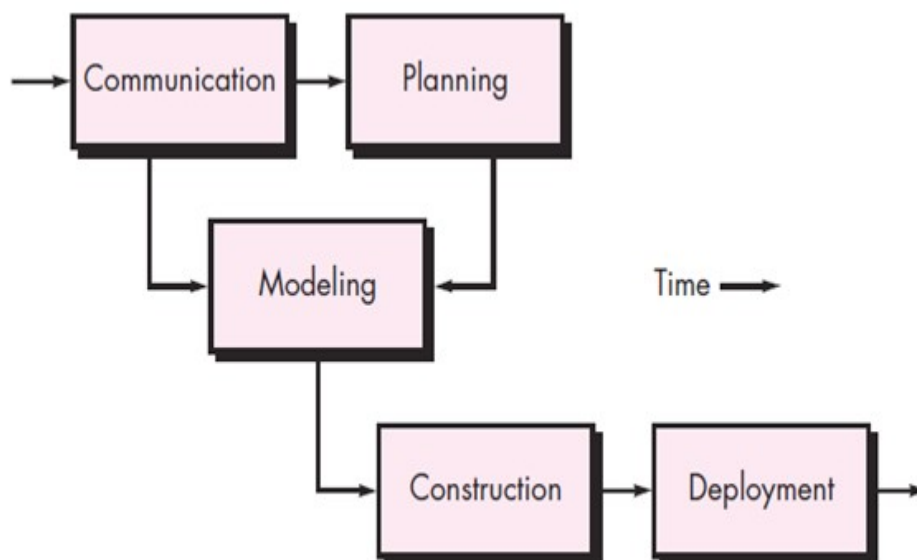 Communication
Planning
Modeling
Time
Construction
Deployment